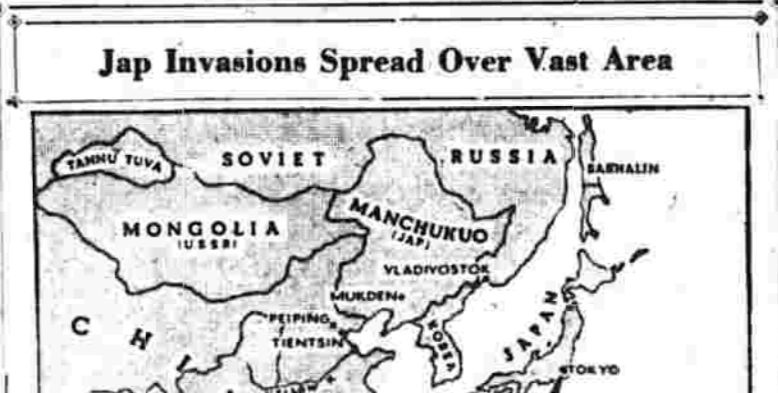 Jap Invasions Spread Over Vast Area
TANNU TUVA
SOVIET RUSSIA
SAKHALIN
MONGOLIA
(USSR)
MANCHUKUO
(JAP)
VLADIVOSTOK
MUKDEN
PEIPING
TIENTSIN
KOREA
JAPAN
TOKYO
C H I